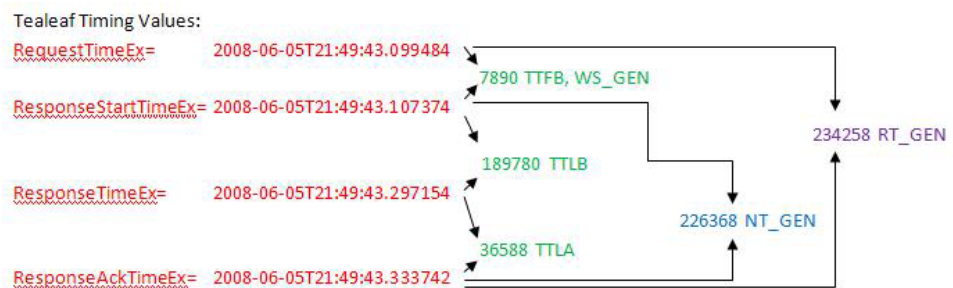 Tealeaf Timing Values:
RequestTimeEx= 2008-06-05T21:49:43.099484
7890 TTFB, WS_GEN
ResponseStartTimeEx= 2008-06-05T21:49:43.107374
234258 RT_GEN
189780 TTLB
ResponseTimeEx= 2008-06-05T21:49:43.297154
226368 NT_GEN
36588 TTLA
ResponseAckTimeEx= 2008-06-05T21:49:43.333742